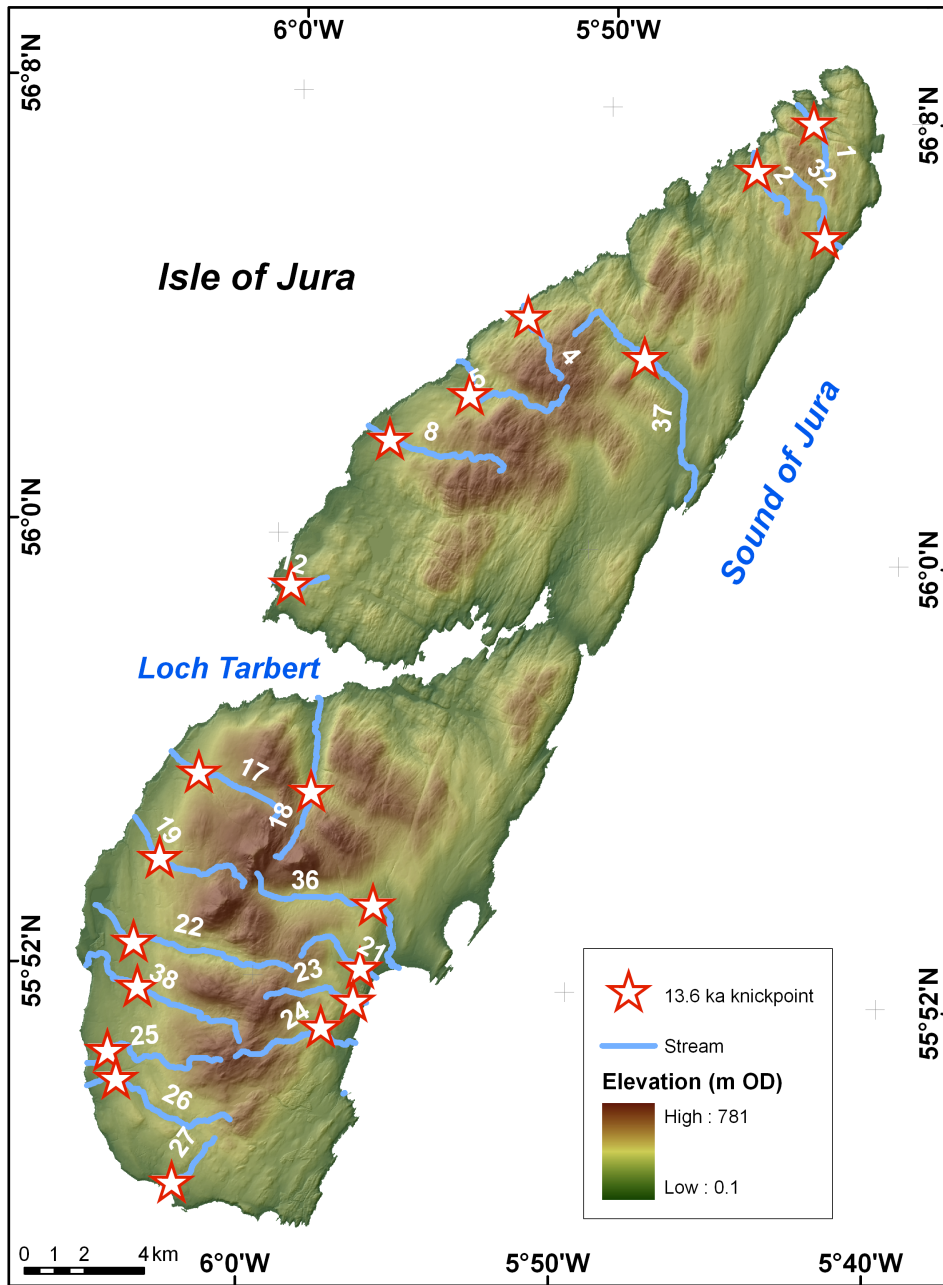 6°0'W
5°50'W
56°8'N
56°8'N
1
32
2
Isle of Jura
4
5
37
8
Sound of Jura
56°0'N
12
56°0'N
Loch Tarbert
17
18
19
36
22
21
55°52'N
23
38
24
25
26
27
55°52'N
13.6 ka knickpoint
Stream
Elevation (m OD)
High : 781
Low : 0.1
0 1 2 4 km
6°0'W
5°50'W
5°40'W